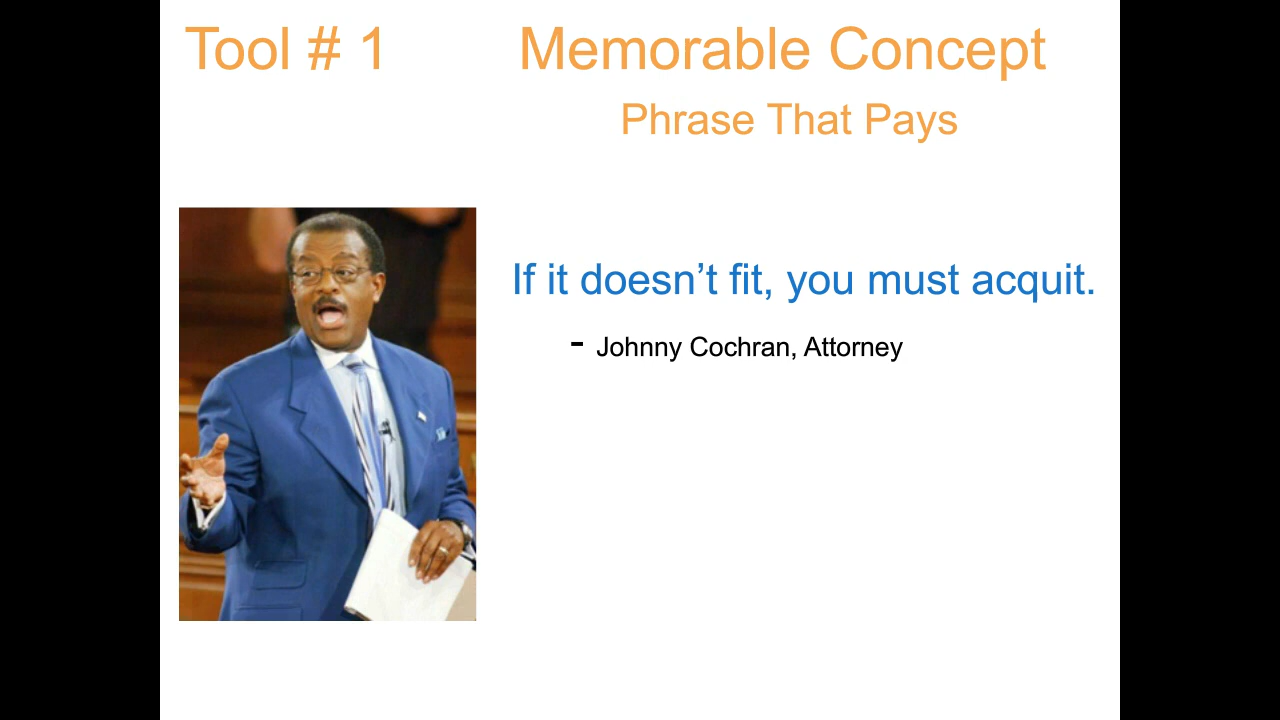 Tool # 1 Memorable Concept
Phrase That Pays
If it doesn’t fit, you must acquit.
- Johnny Cochran, Attorney